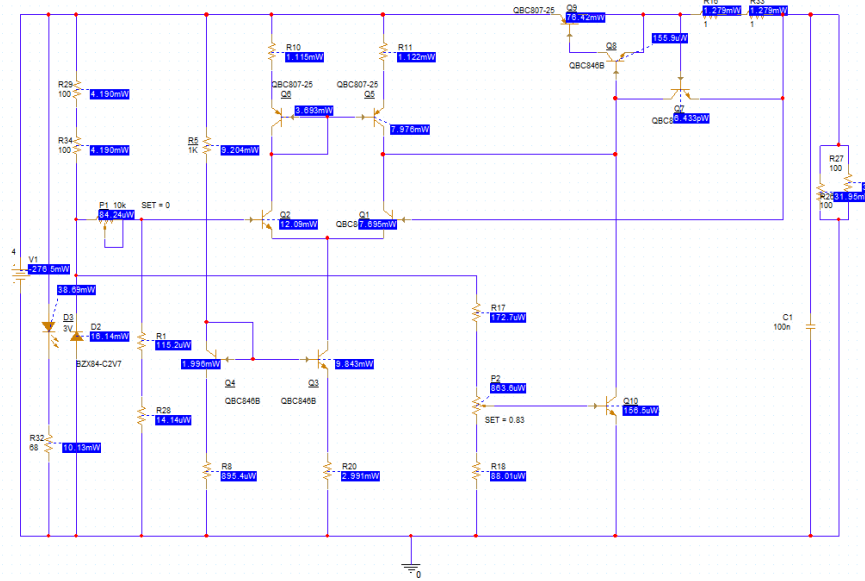 QBC807-25
Q9
76.42mW
R16
1.279mW
1
R33
1.279mW
1
Q8
155.9uW
QBC846B
R10
1.115mW
R11
1.122mW
R29
100
4.190mW
QBC807-25
Q6
QBC807-25
Q5
3.693mW
7.976mW
Q7
6.433pW
R34
100
4.190mW
R5
1K
9.204mW
R27
100
100
31.95mW
P1 10k
SET = 0
84.24uW
Q2
12.09mW
Q1
7.695mW
4
V1
-276.5mW
38.69mW
D3
3V
D2
16.14mW
BZX84-C2V7
R1
115.2uW
R17
172.7uW
C1
100n
1.996mW
Q4
QBC846B
Q3
9.843mW
QBC846B
P2
863.6uW
SET = 0.83
Q10
156.5uW
R28
14.14uW
R32
68
10.13mW
R8
895.4uW
R20
2.991mW
R18
88.01uW
0